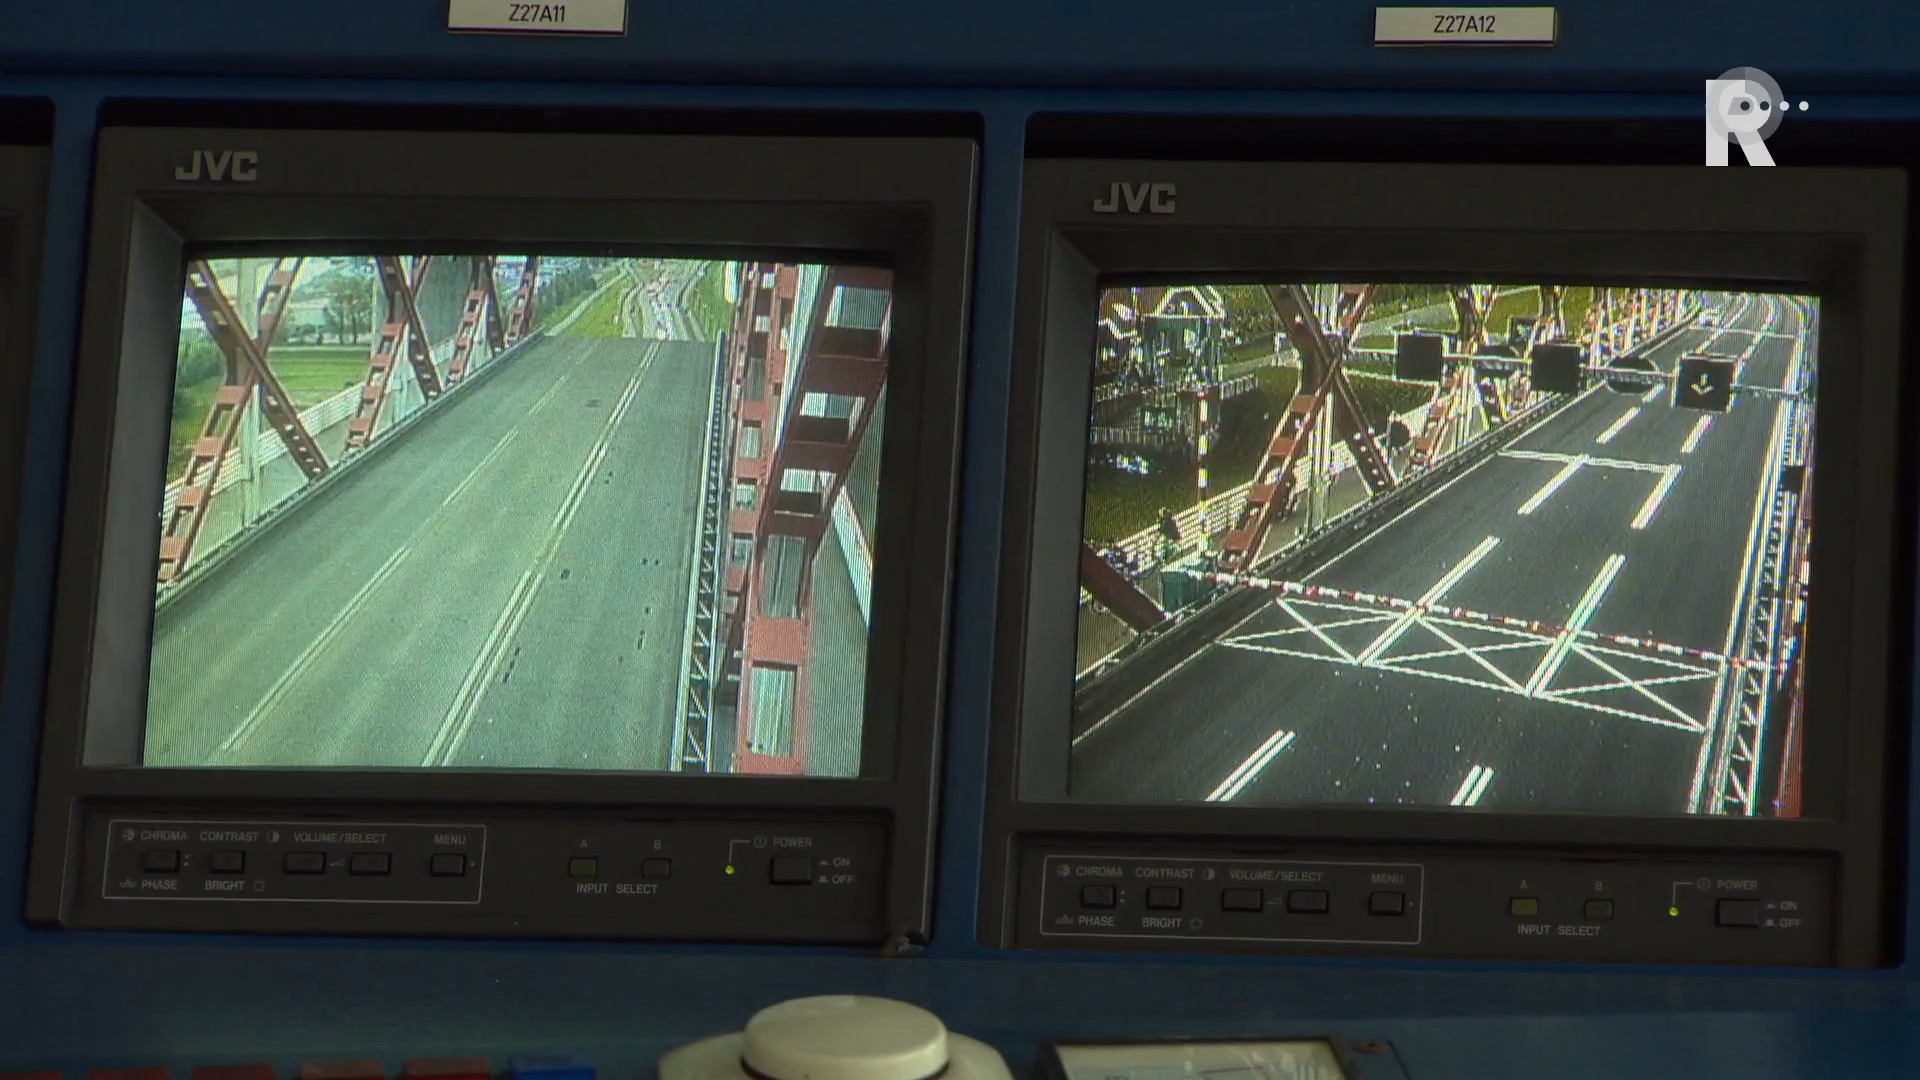 Z27A11
Z27A12
R
JVC
JVC
CHROMA CONTRAST VOLUME/SELECT MENU
PHASE BRIGHT
A B
INPUT SELECT
POWER
ON
OFF
CHROMA CONTRAST VOLUME/SELECT MENU
PHASE BRIGHT
A B
INPUT SELECT
POWER
ON
OFF